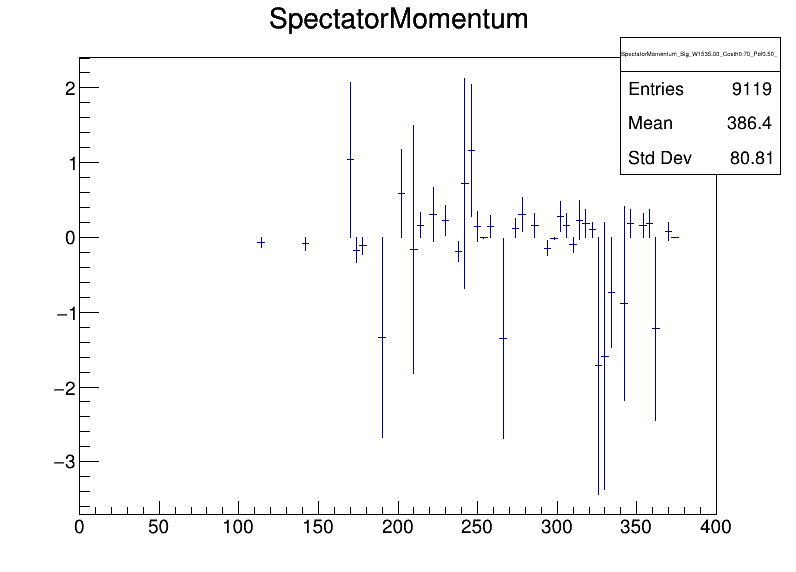 SpectatorMomentum
SpectatorMomentum_Sig_W1535.00_Costh0.70_Pol0.50_
Entries 9119
Mean 386.4
Std Dev 80.81
2
1
0
−1
−2
−3
0 50 100 150 200 250 300 350 400